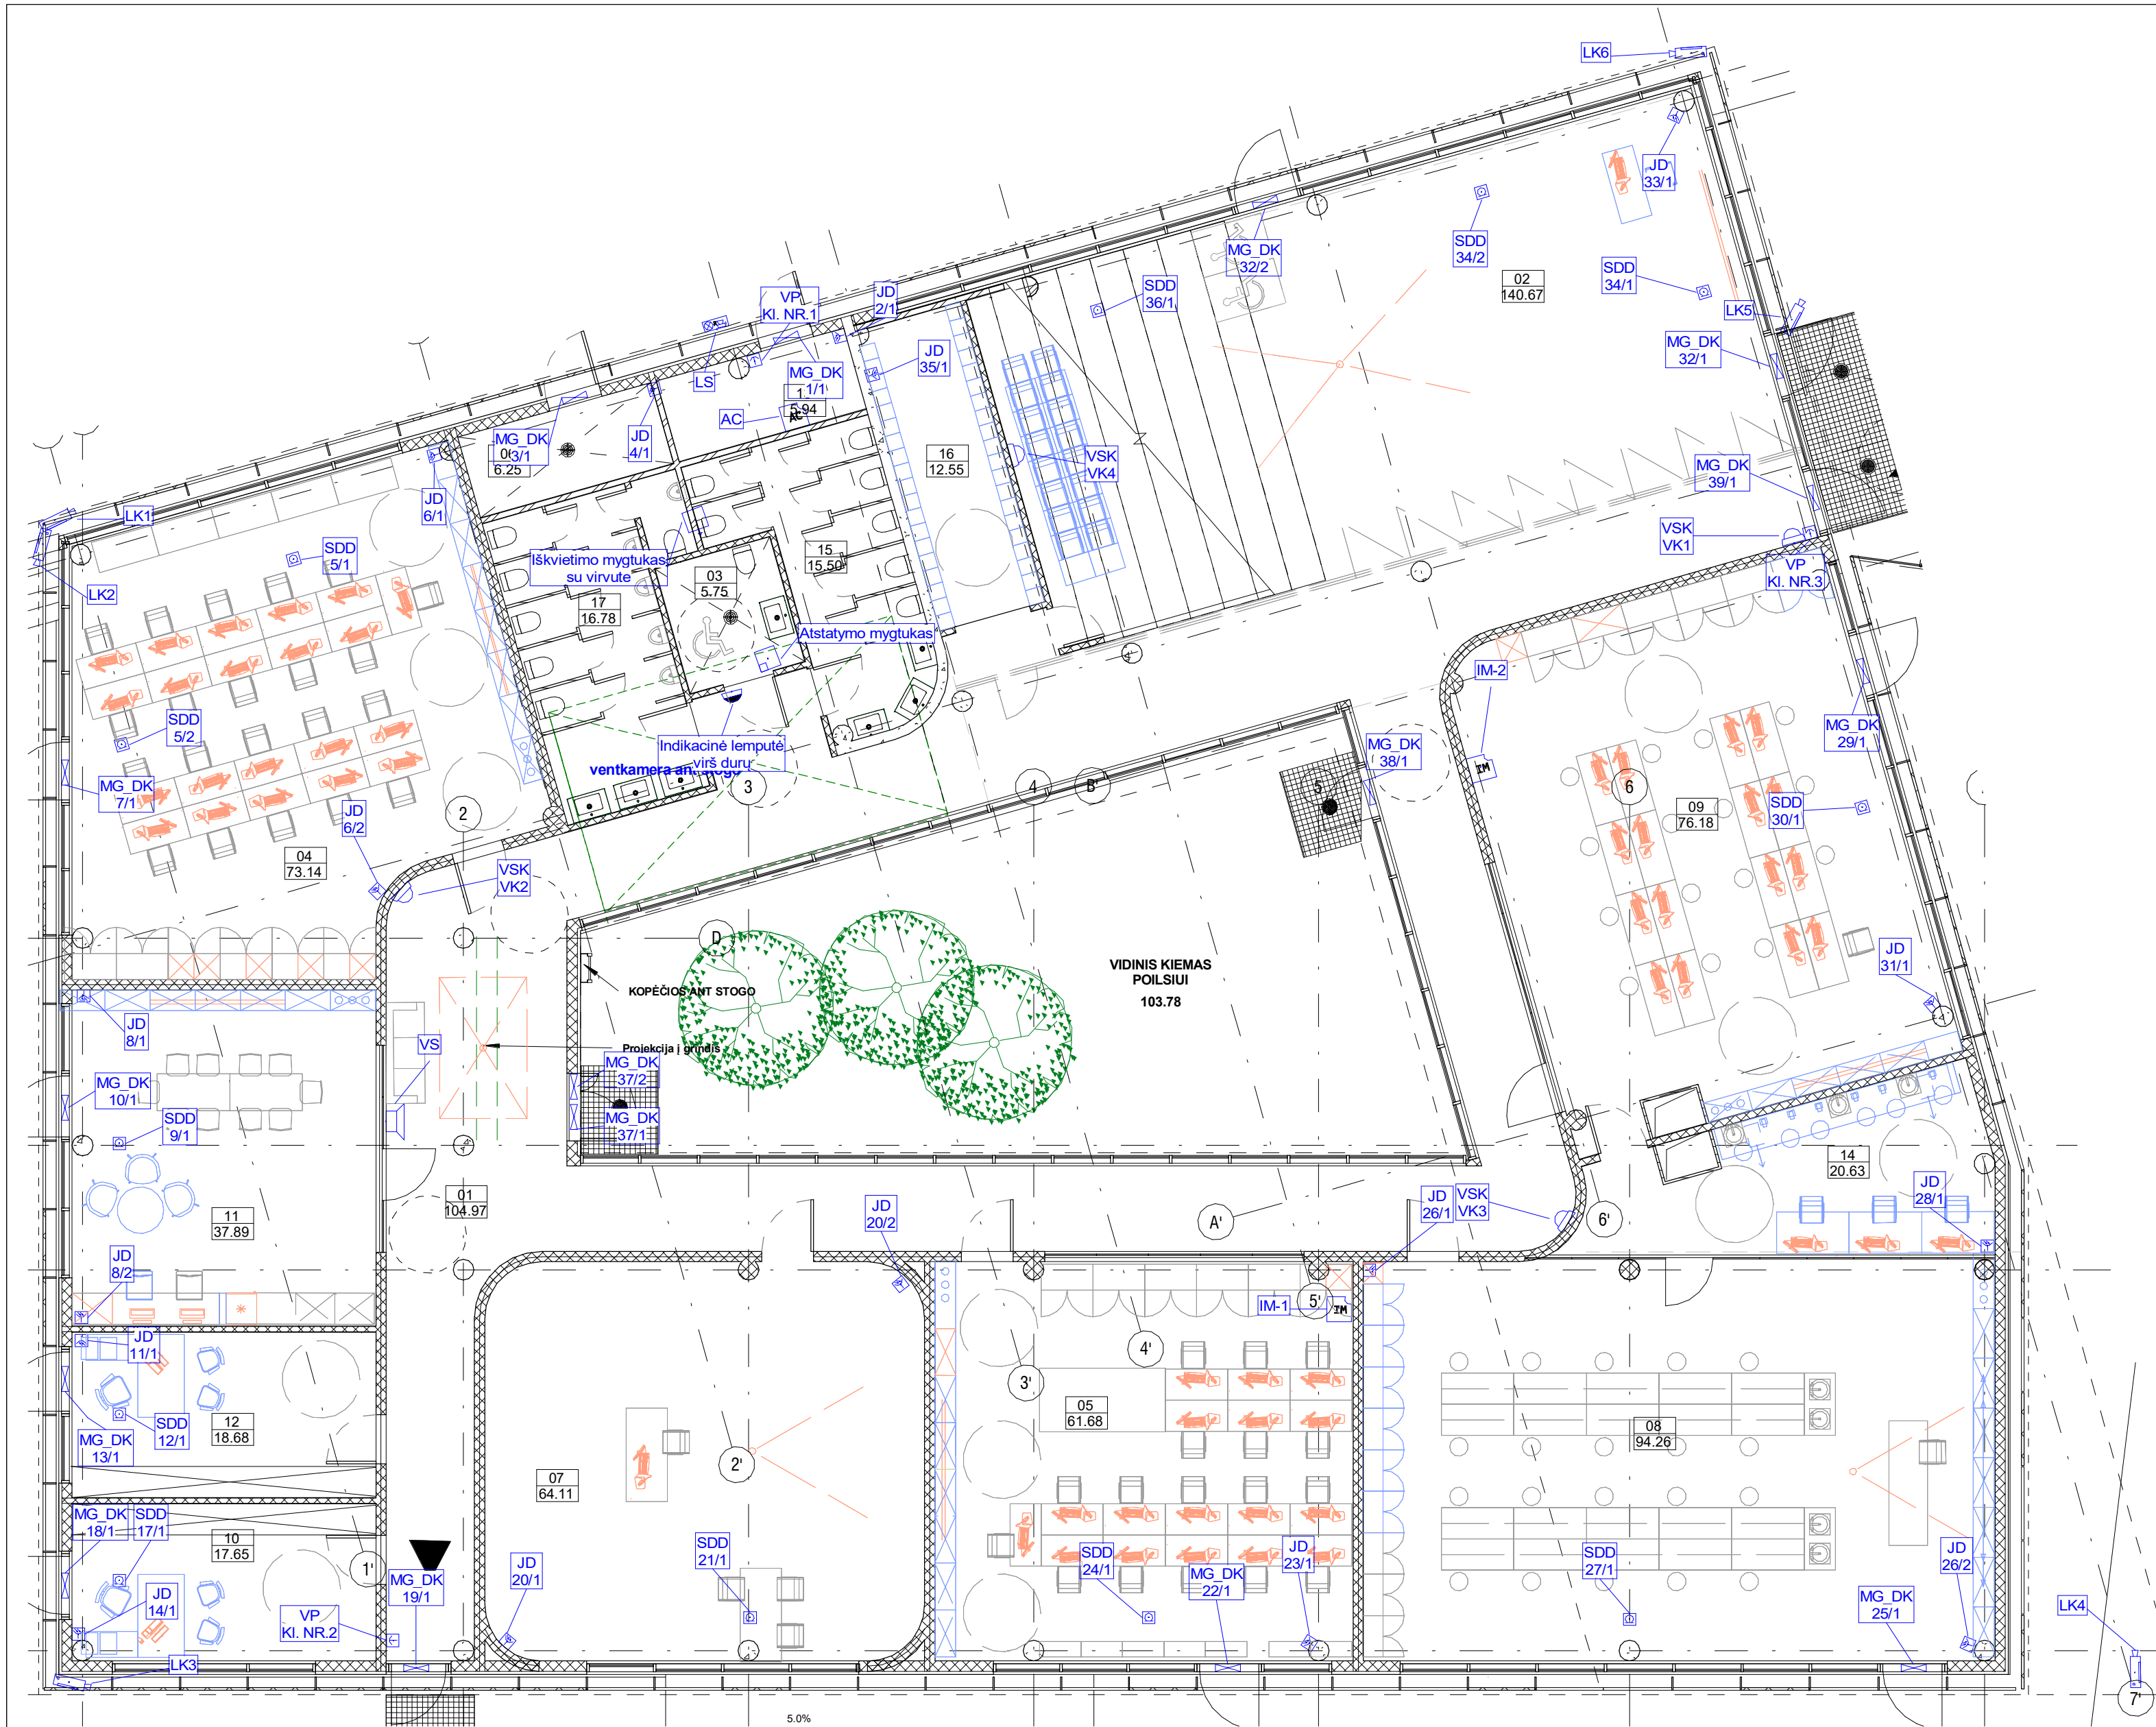 LK6
JD
33/1
SDD
34/2
MG_DK
32/2
02
140.67
SDD
34/1
SDD
36/1
LK5
VP
KI. NR.1
JD
2/1
MG_DK
32/1
JD
35/1
LS
MG_DK
1/1
5.94
AC
AC
MG_DK
3/1
6.25
JD
4/1
16
12.55
VSK
VK4
MG_DK
39/1
JD
6/1
LK1
VSK
VK1
SDD
5/1
Iškvietimo mygtukas
su virvute
15
15.50
VP
KI. NR.3
03
5.75
LK2
17
16.78
Atstatymo mygtukas
IM-2
SDD
5/2
MG_DK
29/1
Indikacinė lemputė
virš durų
ventkamera ant stogo
MG_DK
38/1
IM
MG_DK
7/1
3
4
B'
5
6
09
76.18
SDD
30/1
JD
6/2
2
04
73.14
VSK
VK2
D
JD
31/1
VIDINIS KIEMAS
POILSIUI
103.78
KOPĖČIOS ANT STOGO
JD
8/1
VS
Projekcija į grindis
MG_DK
37/2
MG_DK
10/1
SDD
9/1
MG_DK
37/1
14
20.63
01
104.97
JD
20/2
JD
26/1
VSK
VK3
JD
28/1
11
37.89
A'
6'
JD
8/2
IM-1
5'
IM
JD
11/1
4'
3'
12
18.68
SDD
12/1
MG_DK
13/1
05
61.68
08
94.26
2'
07
64.11
MG_DK
18/1
SDD
17/1
10
17.65
1'
MG_DK
19/1
JD
20/1
SDD
21/1
SDD
24/1
JD
23/1
MG_DK
22/1
SDD
27/1
JD
26/2
JD
14/1
VP
KI. NR.2
MG_DK
25/1
LK4
LK3
7'
5.0%